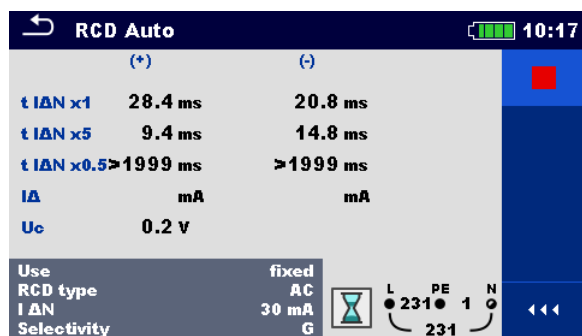 RCD Auto 10:17
(+) (-)
t IΔN x1 28.4 ms 20.8 ms
t IΔN x5 9.4 ms 14.8 ms
t IΔN x0.5 >1999 ms >1999 ms
IΔ mA mA
Uc 0.2 V
Use fixed
RCD type AC
I ΔN 30 mA
Selectivity G
L PE N
231 1
231